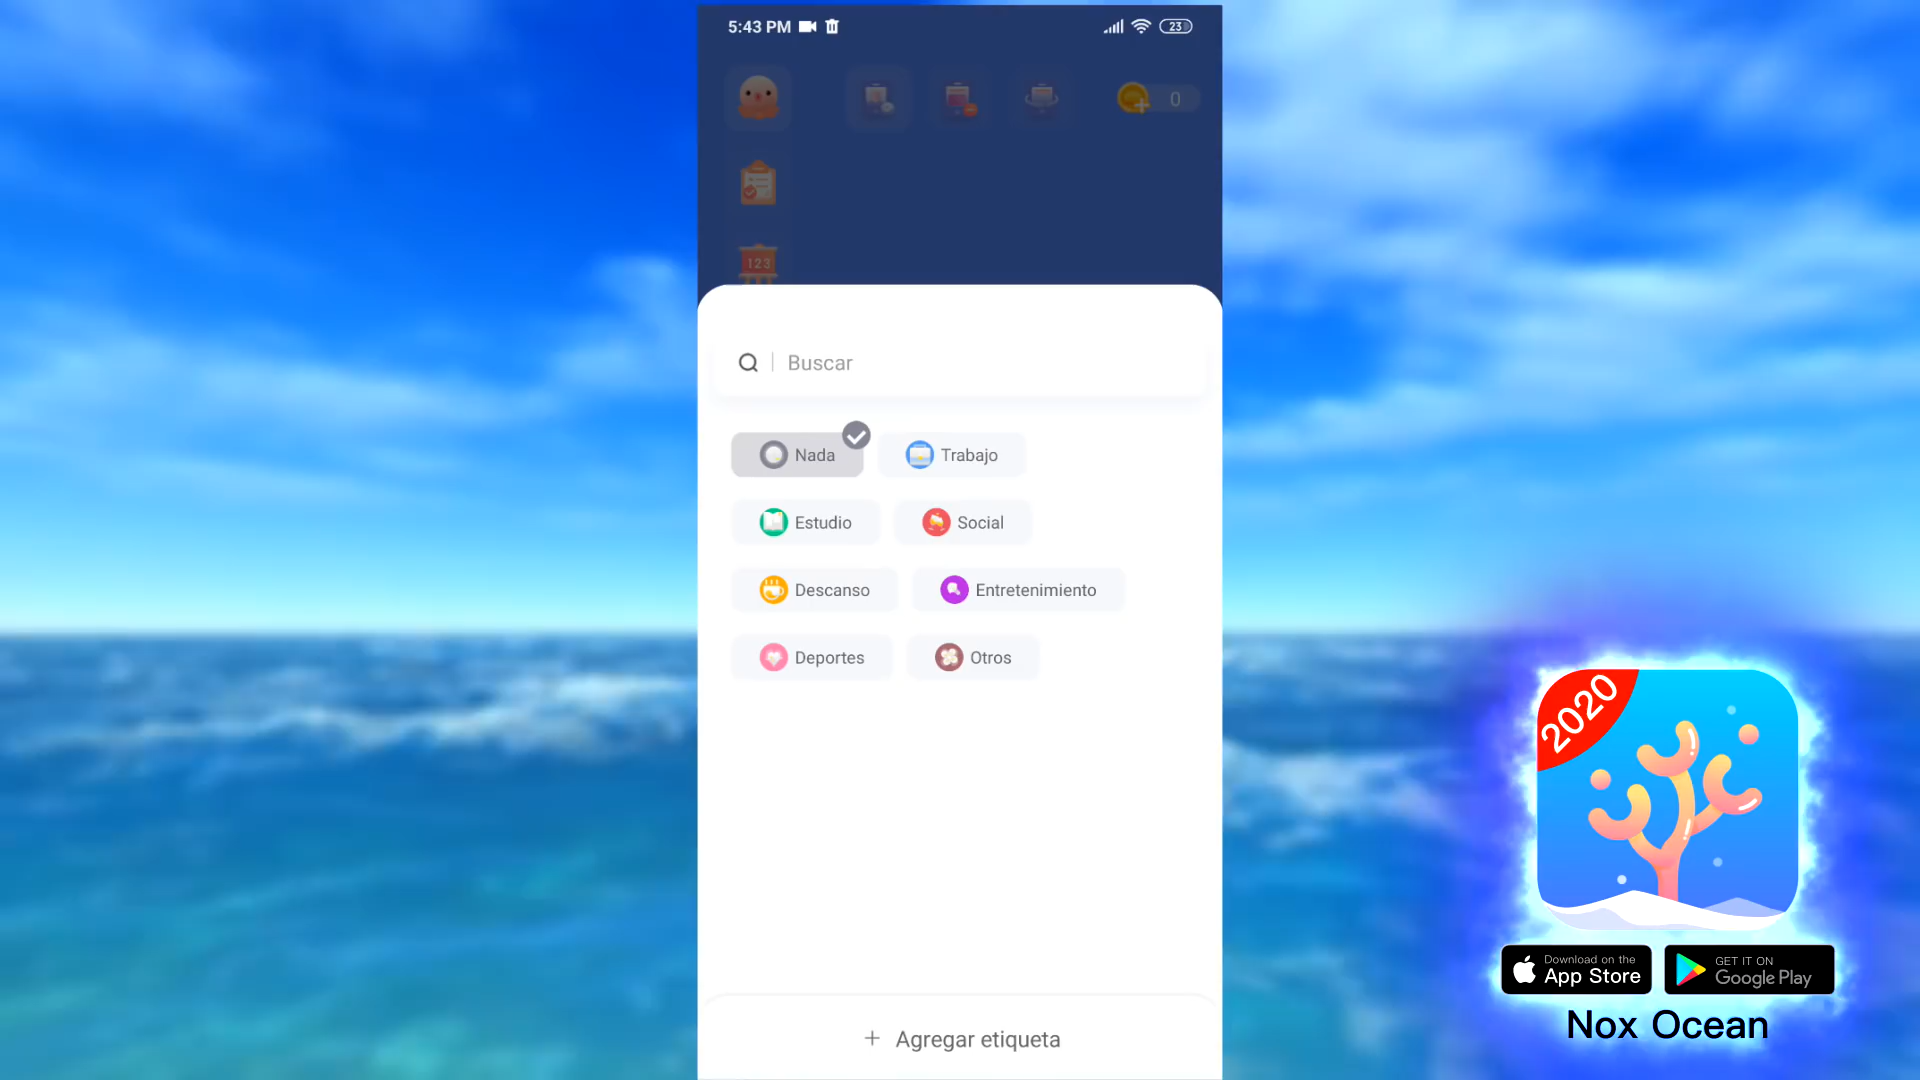 5:43 PM
23
0
123
Buscar
Nada
Trabajo
Estudio
Social
Descanso
Entretenimiento
Deportes
Otros
+ Agregar etiqueta
2020
Download on the
App Store
GET IT ON
Google Play
Nox Ocean